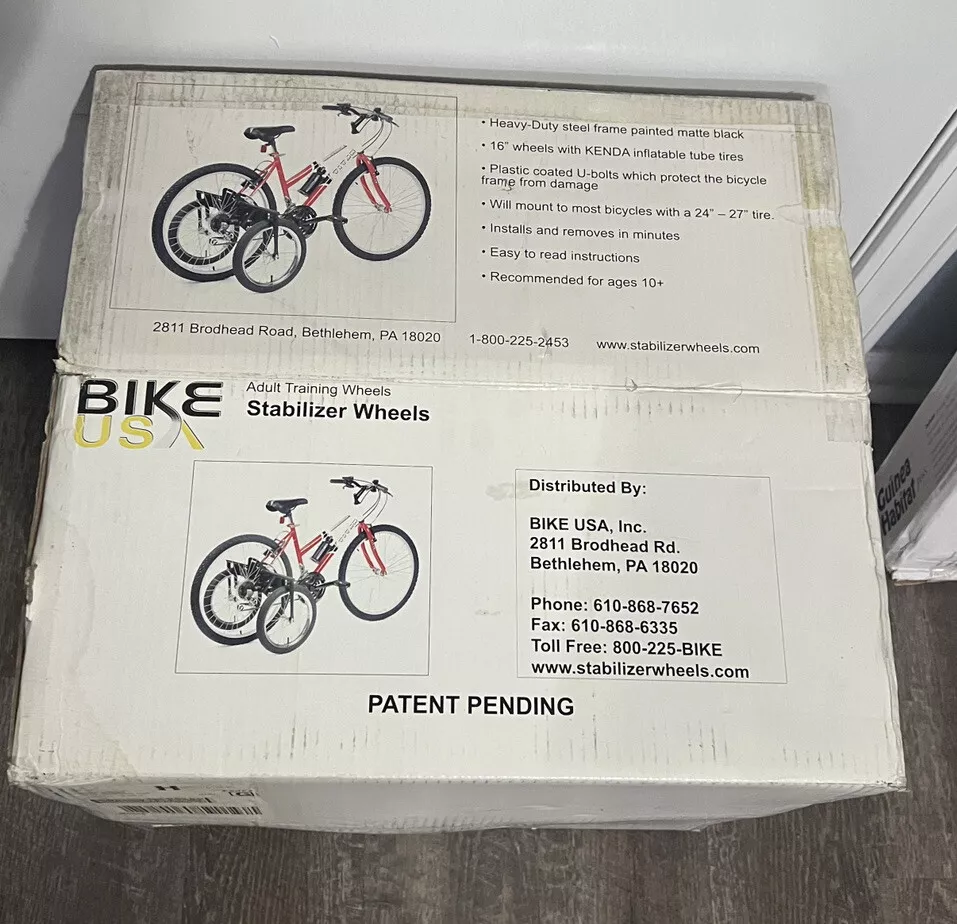 • Heavy-Duty steel frame painted matte black
• 16" wheels with KENDA inflatable tube tires
• Plastic coated U-bolts which protect the bicycle
frame from damage
• Will mount to most bicycles with a 24" – 27" tire.
• Installs and removes in minutes
• Easy to read instructions
• Recommended for ages 10+
2811 Brodhead Road, Bethlehem, PA 18020 1-800-225-2453 www.stabilizerwheels.com
BIKE
USA
Adult Training Wheels
Stabilizer Wheels
Distributed By:
BIKE USA, Inc.
2811 Brodhead Rd.
Bethlehem, PA 18020
Phone: 610-868-7652
Fax: 610-868-6335
Toll Free: 800-225-BIKE
www.stabilizerwheels.com
PATENT PENDING
Guinea
Habitat